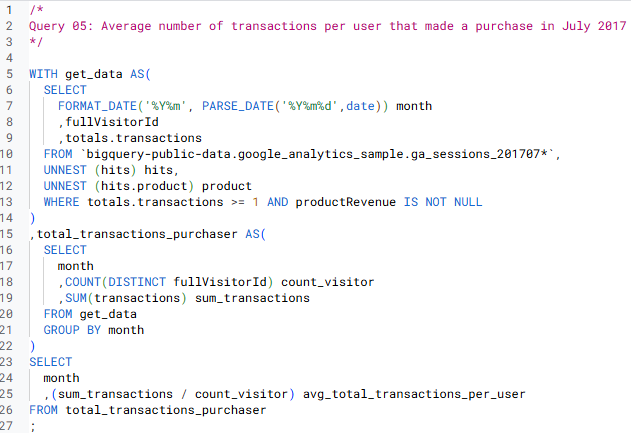 1 /*
2 Query 05: Average number of transactions per user that made a purchase in July 2017
3 */
4
5 WITH get_data AS(
6   SELECT
7     FORMAT_DATE('%Y%m', PARSE_DATE('%Y%m%d',date)) month
8     ,fullVisitorId
9     ,totals.transactions
10   FROM `bigquery-public-data.google_analytics_sample.ga_sessions_201707*`,
11   UNNEST (hits) hits,
12   UNNEST (hits.product) product
13   WHERE totals.transactions >= 1 AND productRevenue IS NOT NULL
14 )
15 ,total_transactions_purchaser AS(
16   SELECT
17     month
18     ,COUNT(DISTINCT fullVisitorId) count_visitor
19     ,SUM(transactions) sum_transactions
20   FROM get_data
21   GROUP BY month
22 )
23 SELECT
24   month
25   ,(sum_transactions / count_visitor) avg_total_transactions_per_user
26 FROM total_transactions_purchaser
27 ;